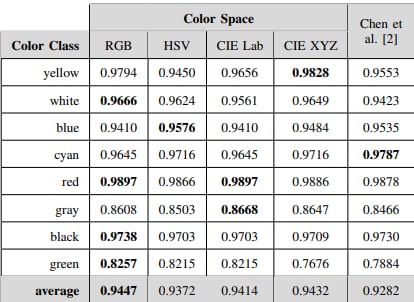 Color Space Chen et
Color Class RGB HSV CIE Lab CIE XYZ al. [2]
yellow 0.9794 0.9450 0.9656 0.9828 0.9553
white 0.9666 0.9624 0.9561 0.9649 0.9423
blue 0.9410 0.9576 0.9410 0.9484 0.9535
cyan 0.9645 0.9716 0.9645 0.9716 0.9787
red 0.9897 0.9866 0.9897 0.9886 0.9878
gray 0.8608 0.8503 0.8668 0.8647 0.8466
black 0.9738 0.9703 0.9703 0.9709 0.9730
green 0.8257 0.8215 0.8215 0.7676 0.7884
average 0.9447 0.9372 0.9414 0.9432 0.9282